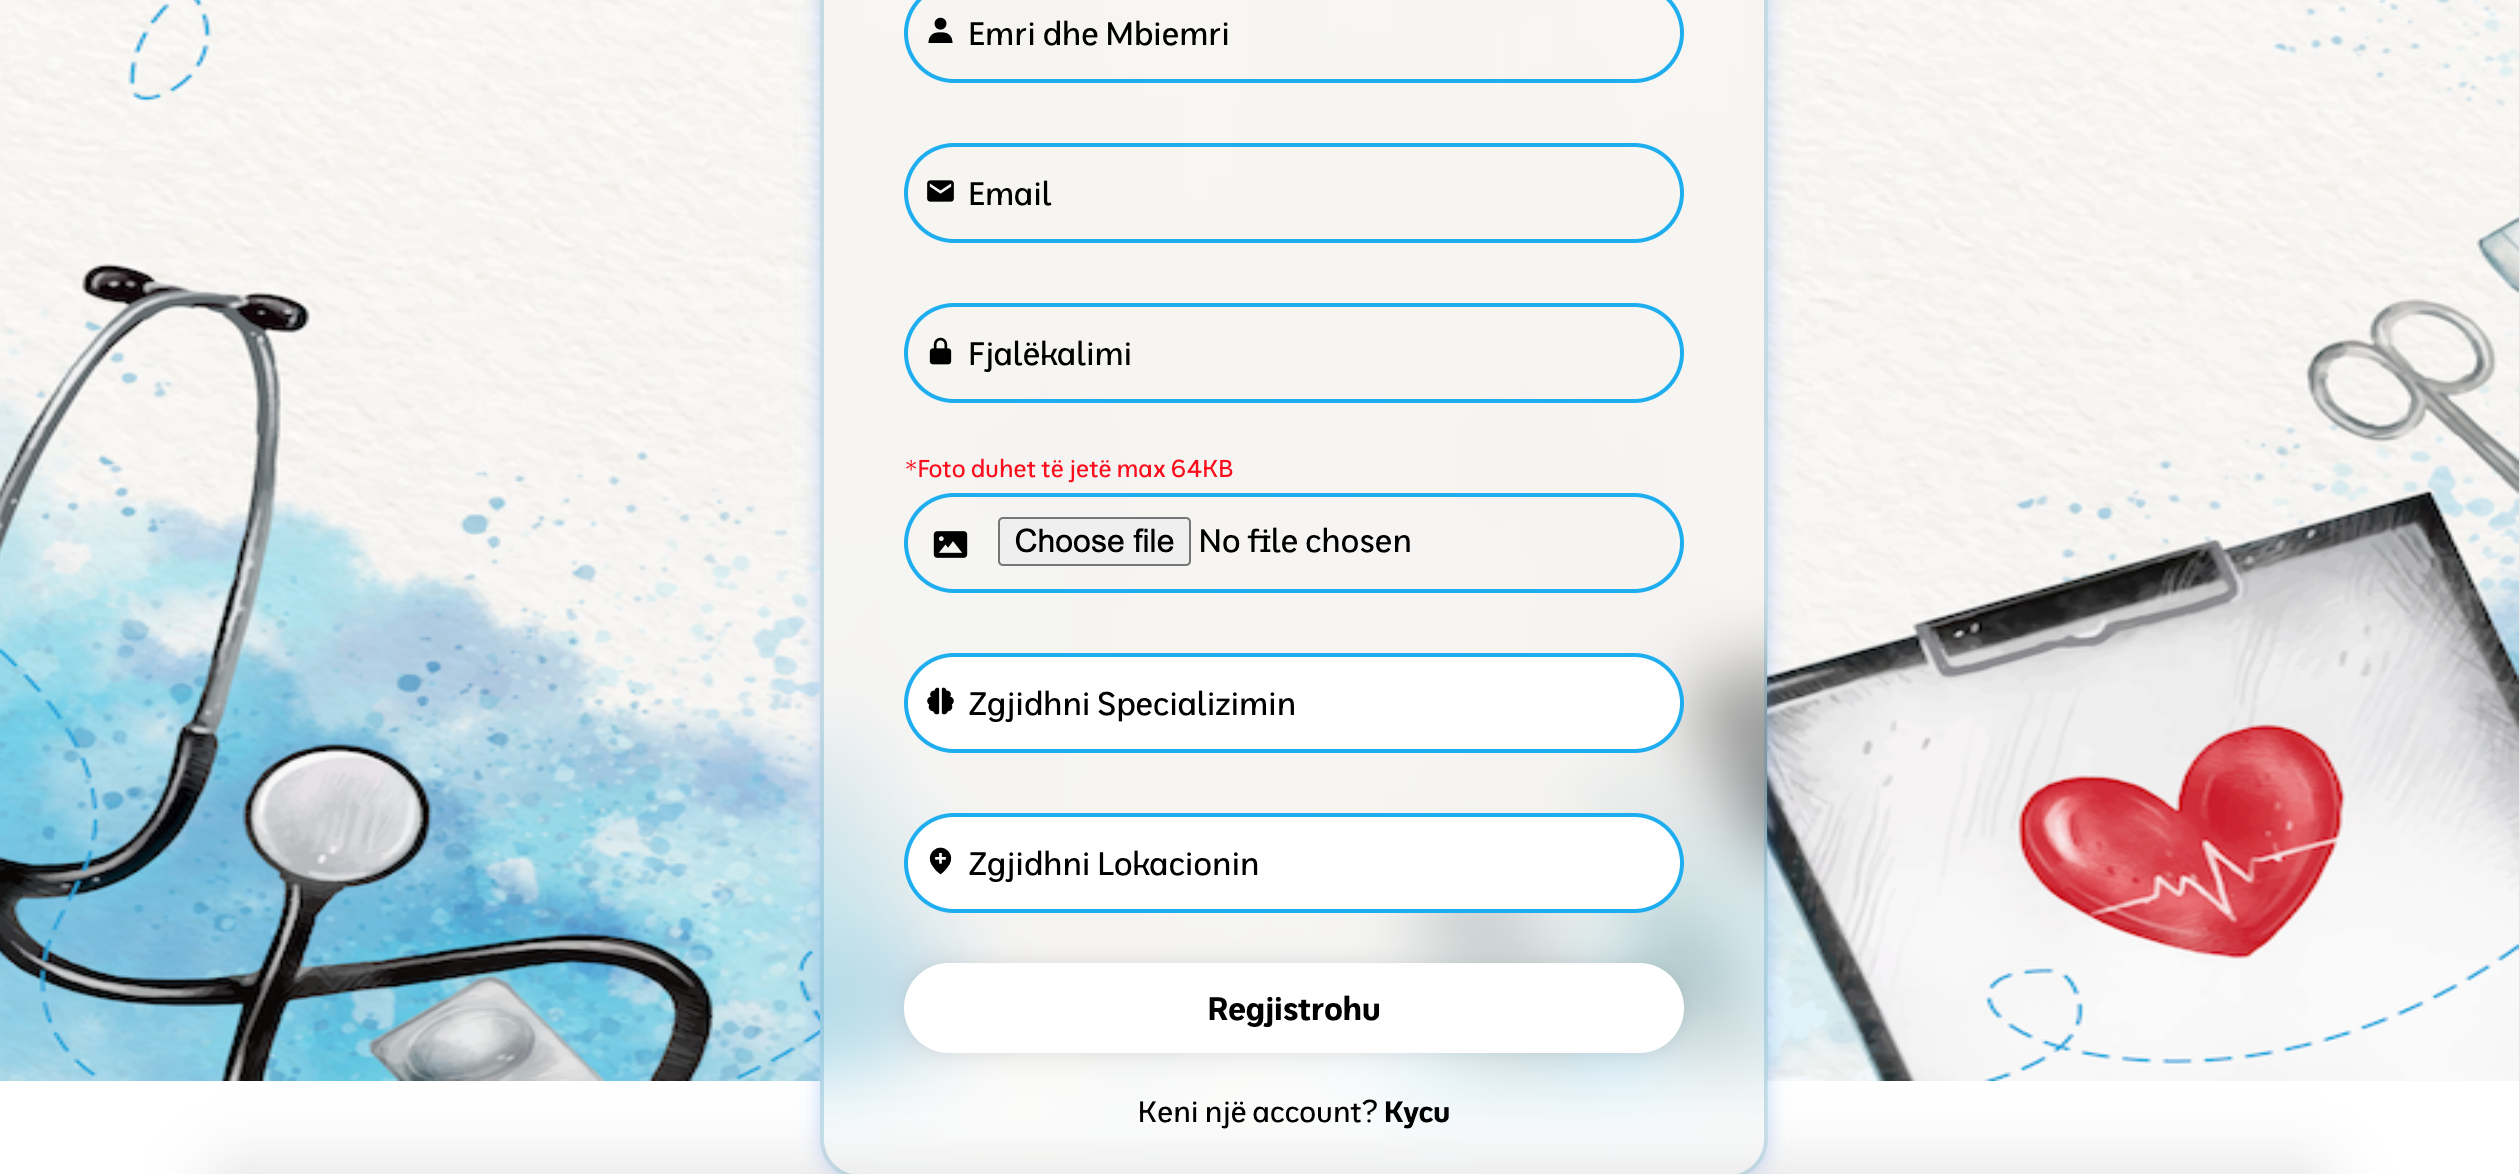 Emri dhe Mbiemri
Email
Fjalëkalimi
*Foto duhet të jetë max 64KB
Choose file No file chosen
Zgjidhni Specializimin
Zgjidhni Lokacionin
Regjistrohu
Keni një account? Kycu